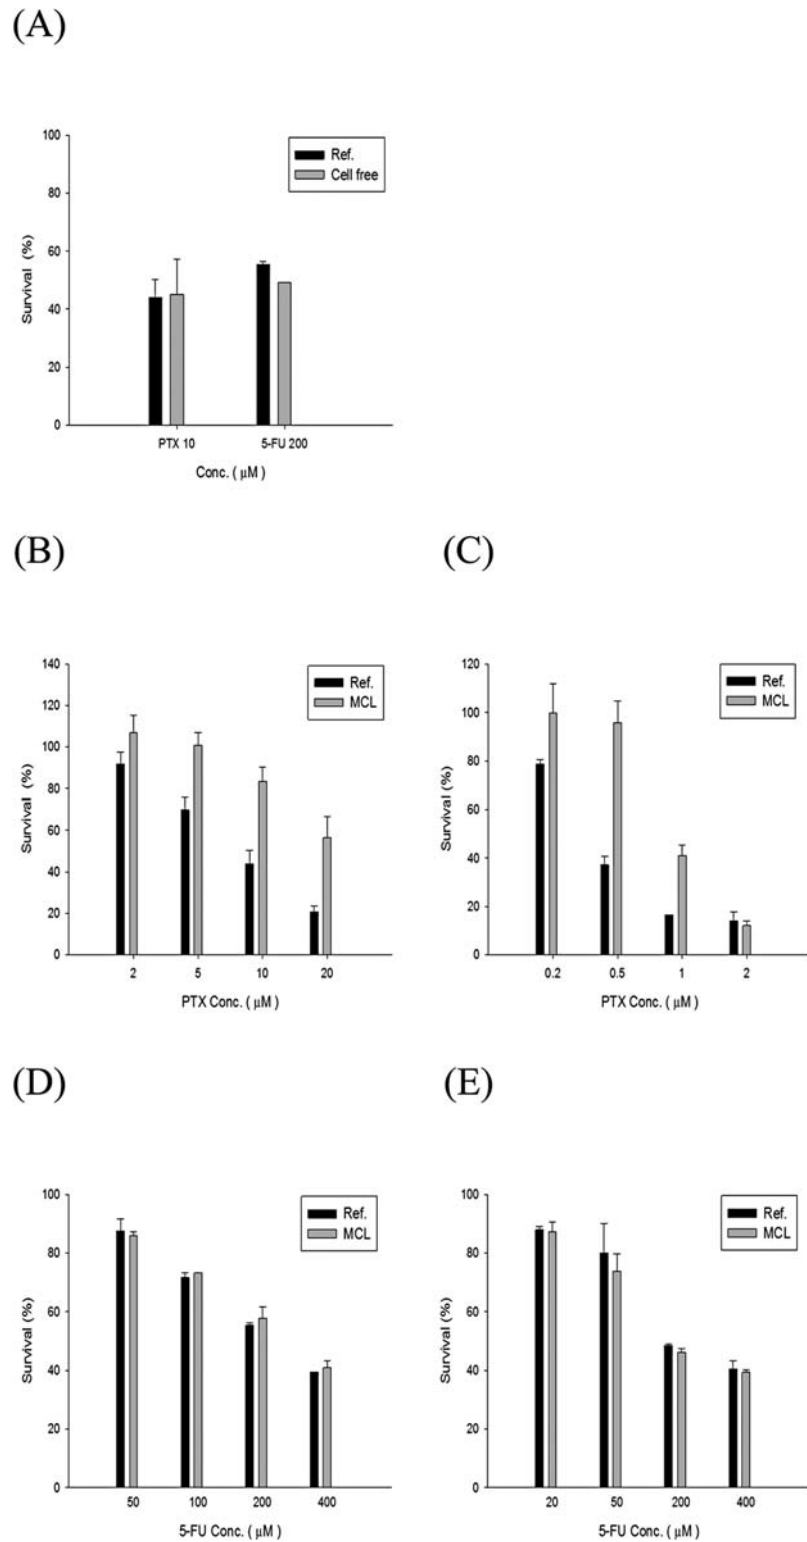 (A)
100
80
60
40
20
0
Survival (%)
Ref.
Cell free
PTX 10
5-FU 200
Conc. ( µM )
(B)
140
120
100
80
60
40
20
0
Survival (%)
Ref.
MCL
2
5
10
20
PTX Conc. ( µM )
(C)
120
100
80
60
40
20
0
Survival (%)
Ref.
MCL
0.2
0.5
1
2
PTX Conc. ( µM )
(D)
100
80
60
40
20
0
Survival (%)
Ref.
MCL
50
100
200
400
5-FU Conc. ( µM )
(E)
100
80
60
40
20
0
Survival (%)
Ref.
MCL
20
50
200
400
5-FU Conc. ( µM )